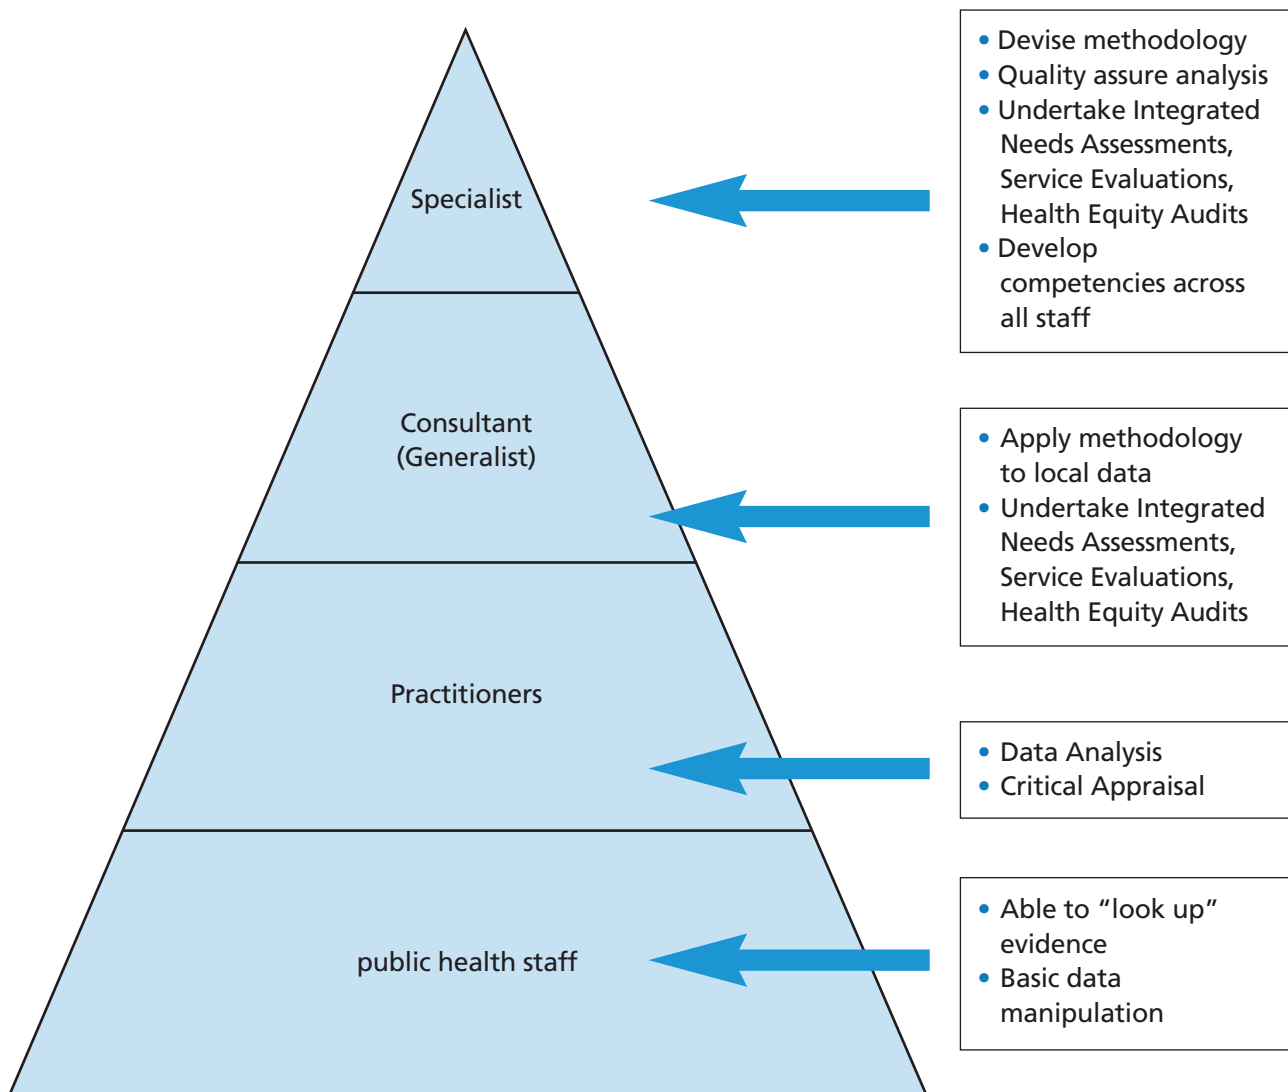 Specialist
• Devise methodology
• Quality assure analysis
• Undertake Integrated
Needs Assessments,
Service Evaluations,
Health Equity Audits
• Develop
competencies across
all staff
Consultant
(Generalist)
• Apply methodology
to local data
• Undertake Integrated
Needs Assessments,
Service Evaluations,
Health Equity Audits
Practitioners
• Data Analysis
• Critical Appraisal
public health staff
• Able to “look up”
evidence
• Basic data
manipulation